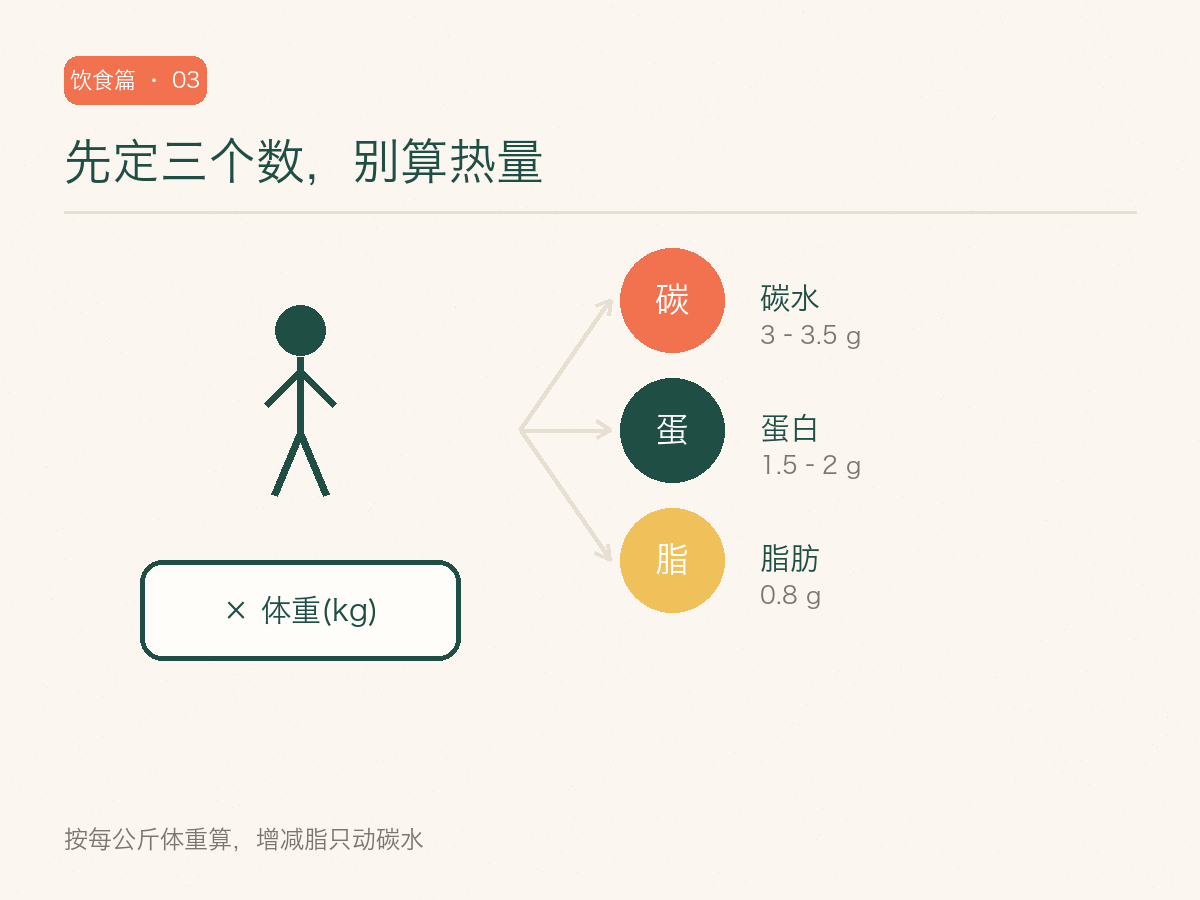 饮食篇 · 03
先定三个数，别算热量
碳
碳水
3 - 3.5 g
蛋
蛋白
1.5 - 2 g
脂
脂肪
0.8 g
× 体重(kg)
按每公斤体重算，增减脂只动碳水